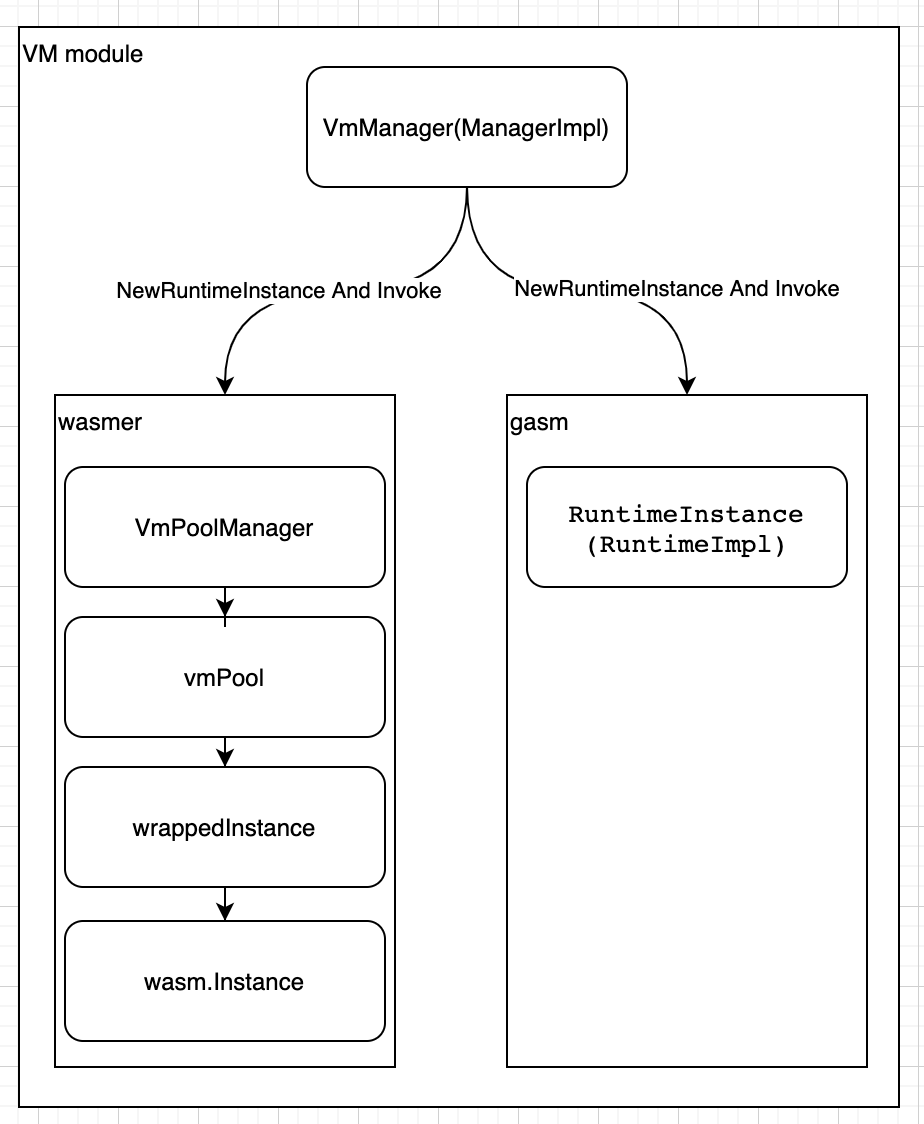 VM module
VmManager(ManagerImpl)
NewRuntimeInstance And Invoke
NewRuntimeInstance And Invoke
wasmer
VmPoolManager
vmPool
wrappedInstance
wasm.Instance
gasm
RuntimeInstance
(RuntimeImpl)